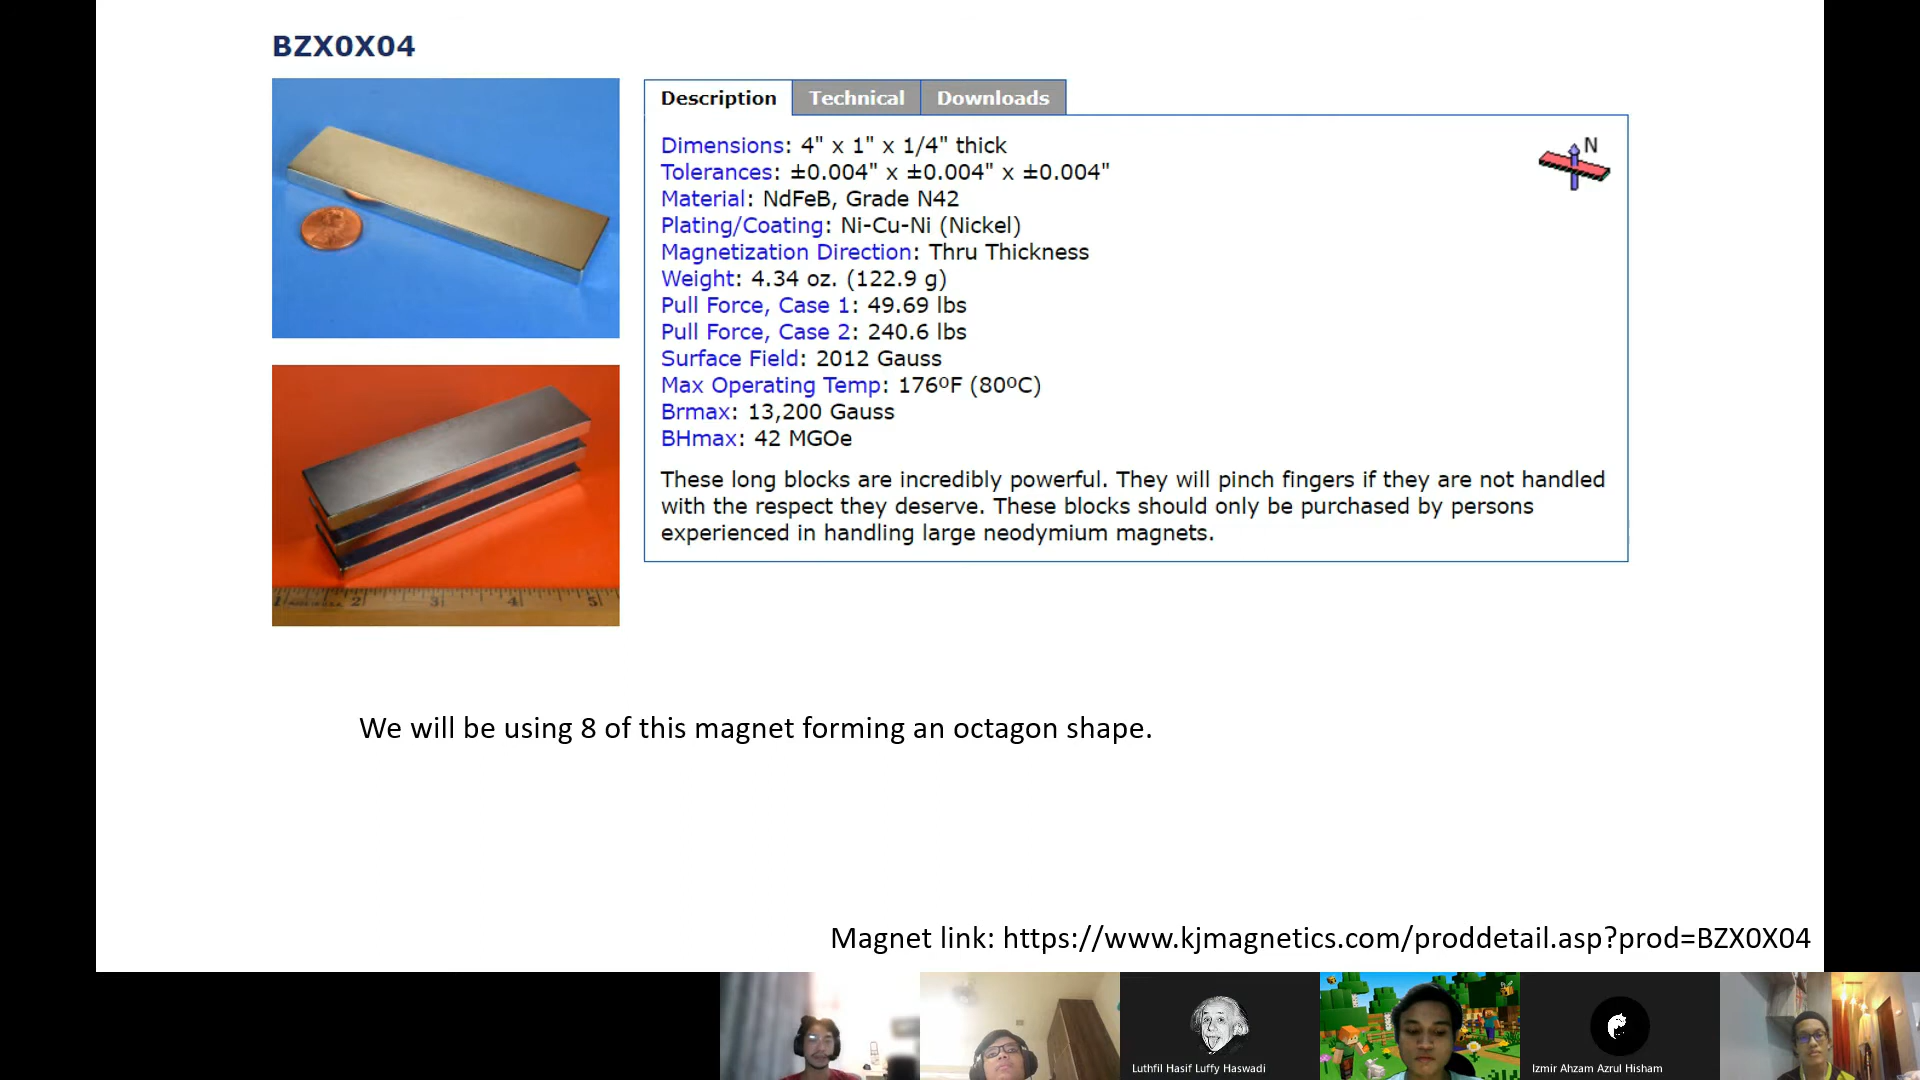 BZX0X04
Description
Technical
Downloads
N
Dimensions: 4" x 1" x 1/4" thick
Tolerances: ±0.004" x ±0.004" x ±0.004"
Material: NdFeB, Grade N42
Plating/Coating: Ni-Cu-Ni (Nickel)
Magnetization Direction: Thru Thickness
Weight: 4.34 oz. (122.9 g)
Pull Force, Case 1: 49.69 lbs
Pull Force, Case 2: 240.6 lbs
Surface Field: 2012 Gauss
Max Operating Temp: 176ºF (80ºC)
Brmax: 13,200 Gauss
BHmax: 42 MGOe
These long blocks are incredibly powerful. They will pinch fingers if they are not handled
with the respect they deserve. These blocks should only be purchased by persons
experienced in handling large neodymium magnets.
1 2 3 4 5
We will be using 8 of this magnet forming an octagon shape.
Magnet link: https://www.kjmagnetics.com/proddetail.asp?prod=BZX0X04
Luthfil Hasif Luffy Haswadi
Izmir Ahzam Azrul Hisham